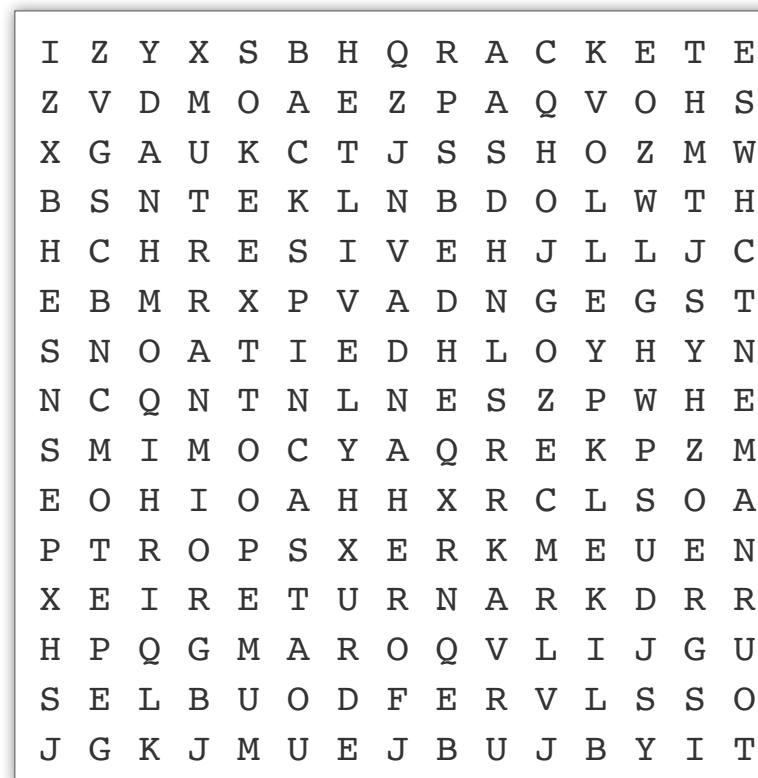 I Z Y X S B H Q R A C K E T E
Z V D M O A E Z P A Q V O H S
X G A U K C T J S S H O Z M W
B S N T E K L N B D O L W T H
H C H R E S I V E H J L L J C
E B M R X P V A D N G E G S T
S N O A T I E D H L O Y H Y N
N C Q N T N L N E S Z P W H E
S M I M O C Y A Q R E K P Z M
E O H I O A H H X R C L S O A
P T R O P S X E R K M E U E N
X E I R E T U R N A R K D R R
H P Q G M A R O Q V L I J G U
S E L B U O D F E R V L S S O
J G K J M U E J B U J B Y I T